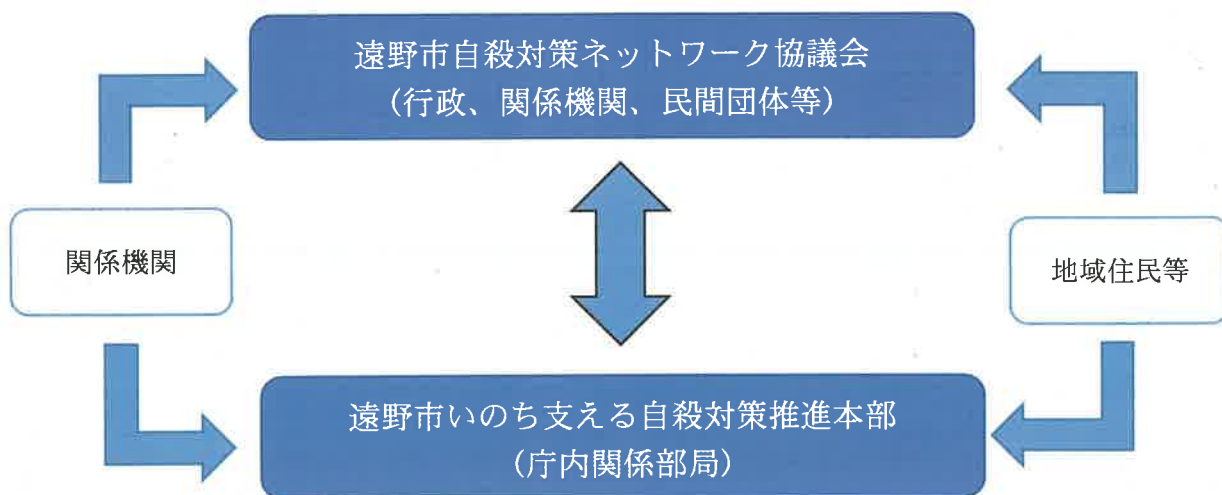 遠野市自殺対策ネットワーク協議会
(行政、関係機関、民間団体等)
関係機関
地域住民等
遠野市いのち支える自殺対策推進本部
(庁内関係部局)